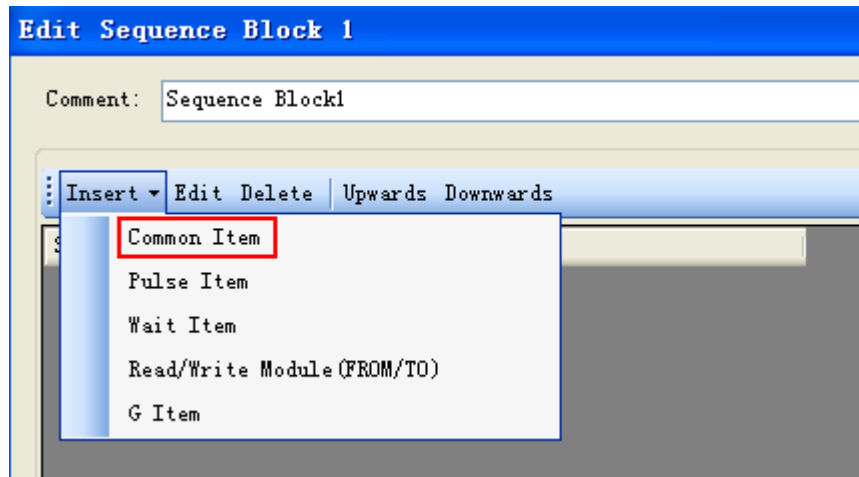 Edit Sequence Block 1
Comment: Sequence Block1
Insert Edit Delete Upwards Downwards
Common Item
Pulse Item
Wait Item
Read/Write Module(FROM/TO)
G Item